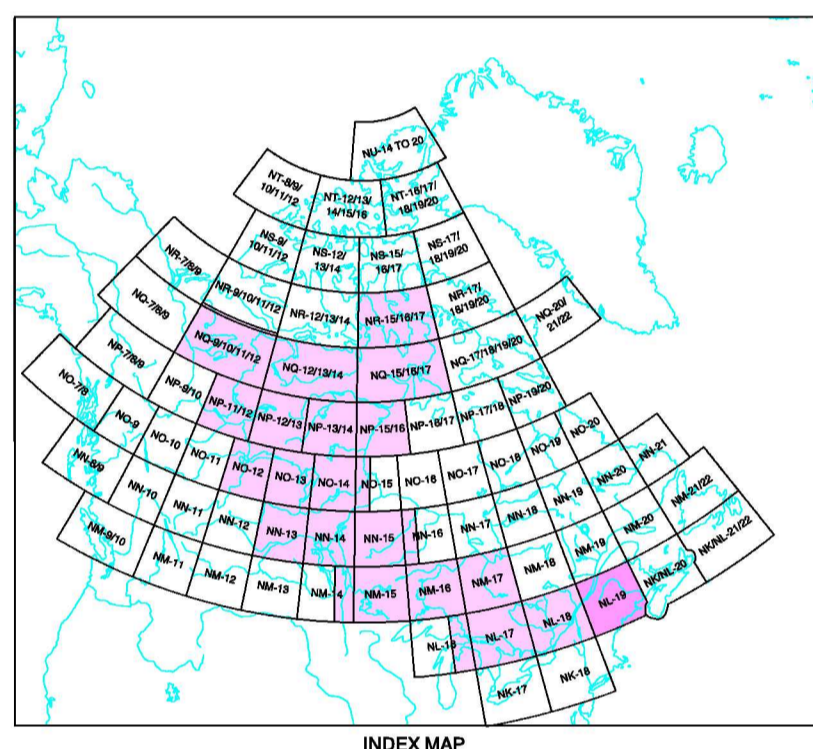 NU-14 TO 20
NT-8/9/
10/11/12
NT-12/13/
14/15/16
NT-16/17/
18/19/20
NS-9/
10/11/12
NS-12/
13/14
NS-15/
16/17
NS-17/
18/19/20
NR-7/8/9
NR-9/10/11/12
NR-12/13/14
NR-15/16/17
NR-17/
18/19/20
NQ-7/8/9
NQ-9/10/11/12
NQ-12/13/14
NQ-15/16/17
NQ-17/18/19/20
NQ-20/
21/22
NP-7/8/9
NP-9/10
NP-11/12
NP-12/13
NP-13/14
NP-15/16
NP-16/17
NP-17/18
NP-19/20
NO-7/8
NO-9
NO-10
NO-11
NO-12
NO-13
NO-14
NO-15
NO-16
NO-17
NO-18
NO-19
NO-20
NN-8/9
NN-10
NN-11
NN-12
NN-13
NN-14
NN-15
NN-16
NN-17
NN-18
NN-19
NN-20
NN-21
NM-9/10
NM-11
NM-12
NM-13
NM-14
NM-15
NM-16
NM-17
NM-18
NM-19
NM-20
NM-21/22
NL-16
NL-17
NL-18
NL-19
NK/NL-20
NK/NL-21/22
NK-17
NK-18
INDEX MAP